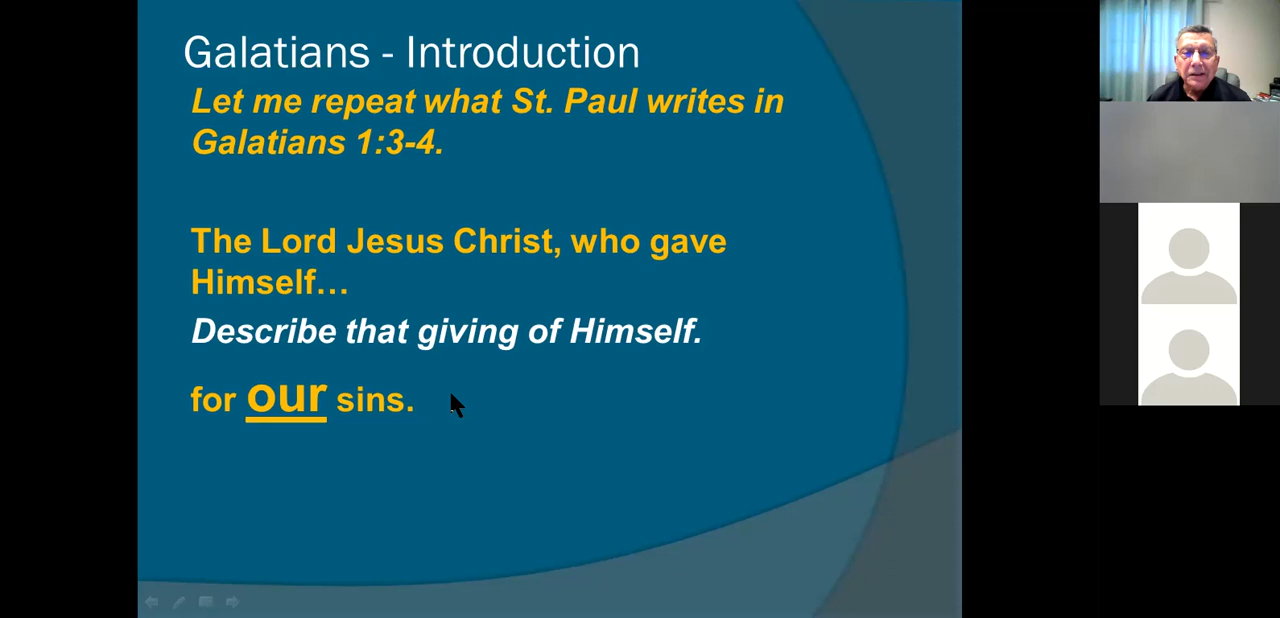 Galatians - Introduction
Let me repeat what St. Paul writes in
Galatians 1:3-4.
The Lord Jesus Christ, who gave
Himself…
Describe that giving of Himself.
for our sins.